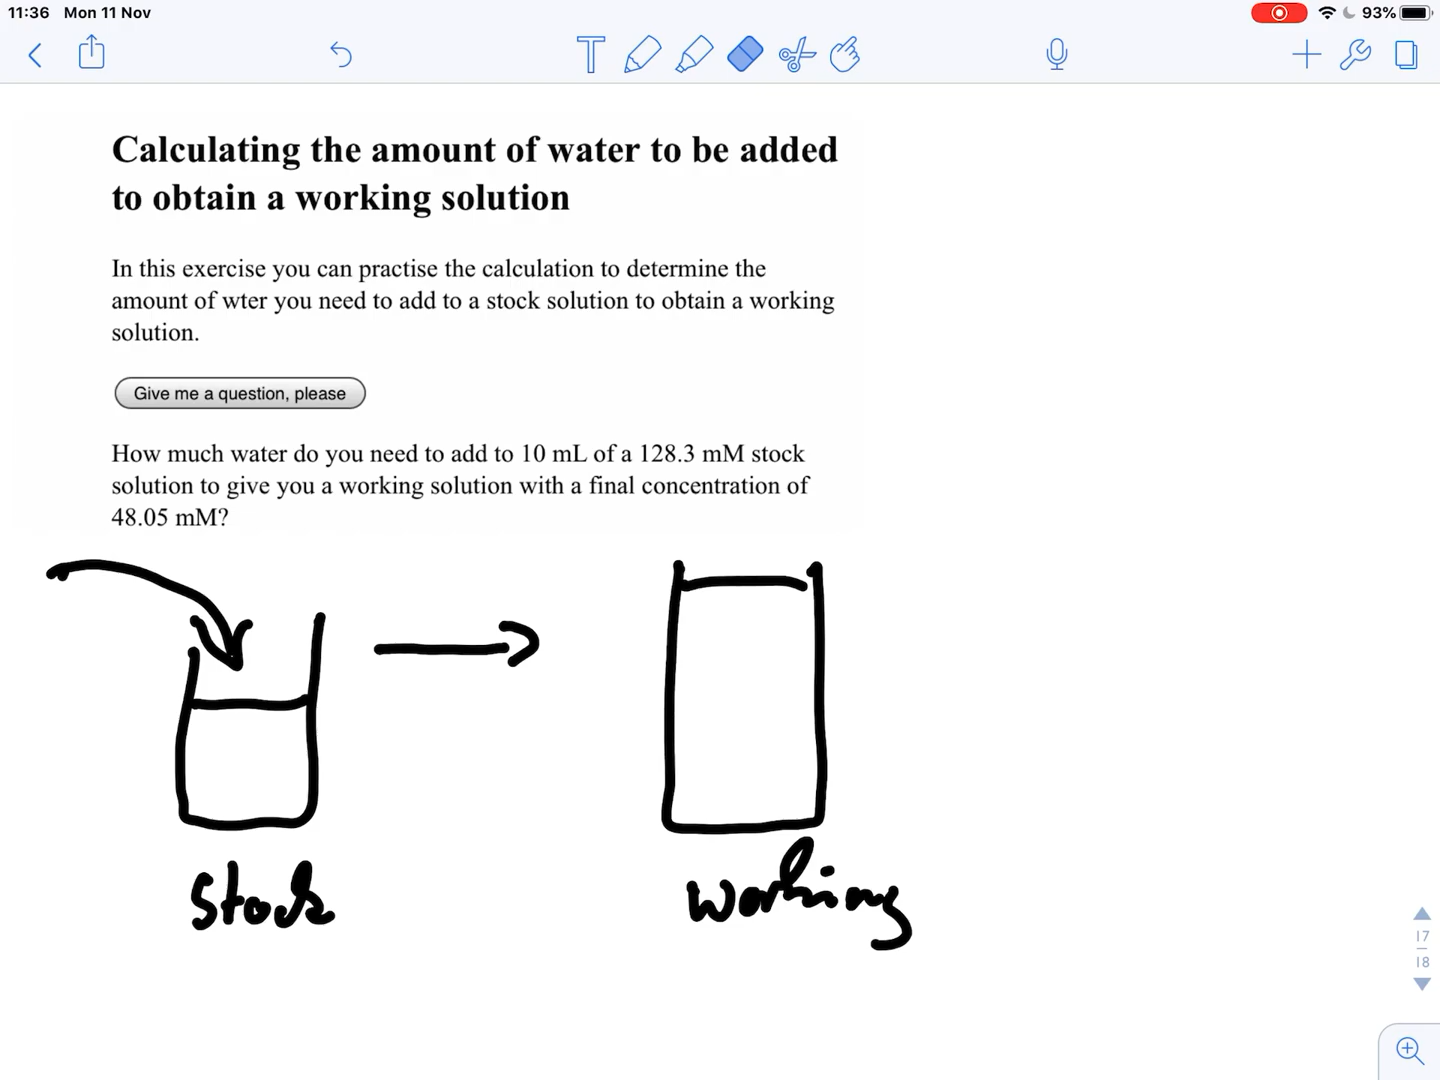 11:36 Mon 11 Nov 93%
T
Calculating the amount of water to be added
to obtain a working solution
In this exercise you can practise the calculation to determine the
amount of wter you need to add to a stock solution to obtain a working
solution.
Give me a question, please
How much water do you need to add to 10 mL of a 128.3 mM stock
solution to give you a working solution with a final concentration of
48.05 mM?
Stock
Working
17
18